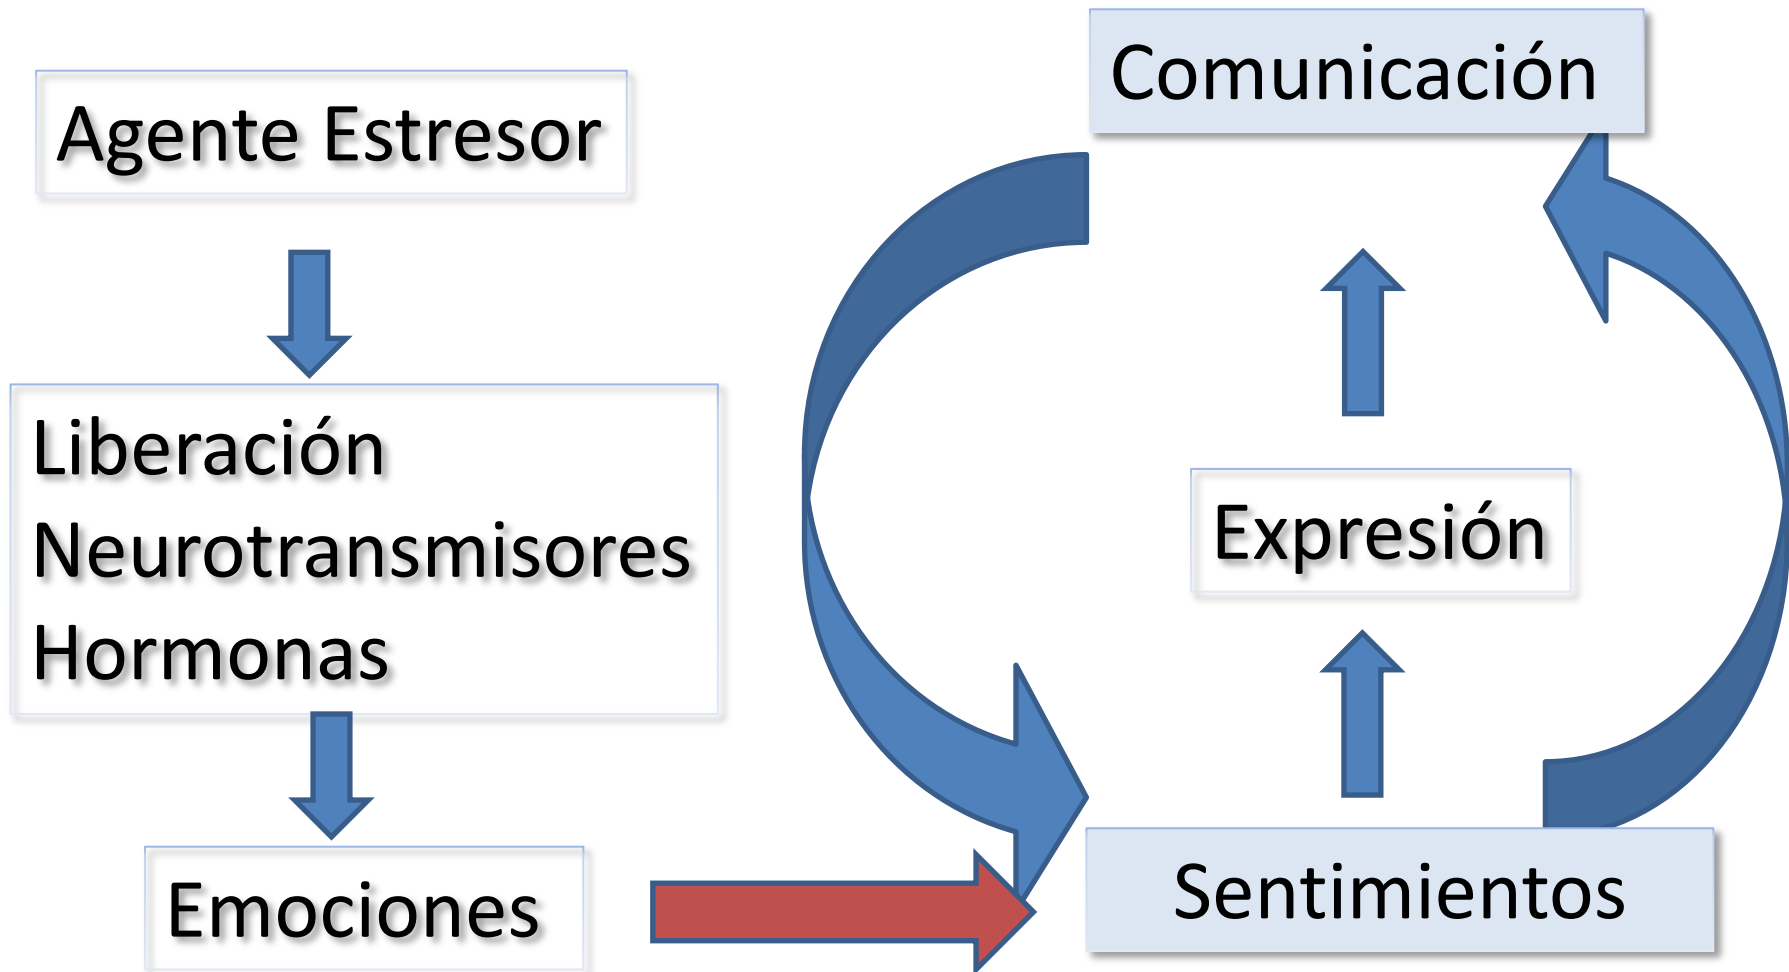 Agente Estresor
Liberación
Neurotransmisores
Hormonas
Emociones
Comunicación
Expresión
Sentimientos